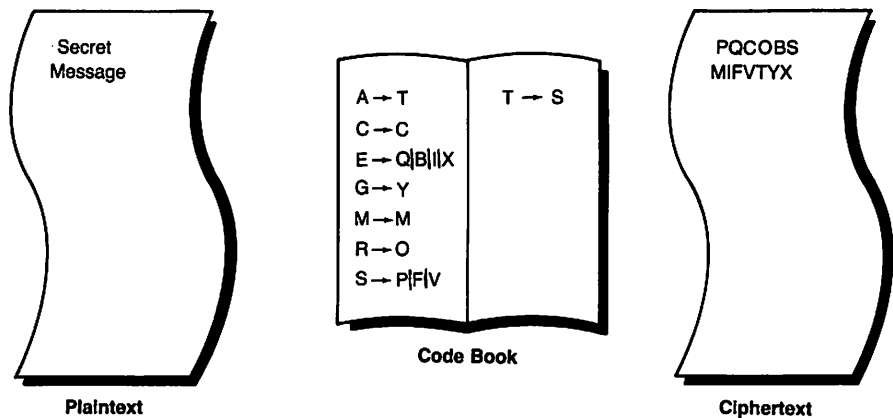 Secret
Message
Plaintext
A→T
C→C
E→Q|B|I|X
G→Y
M→M
R→O
S→P|F|V
T→S
Code Book
PQCOBS
MIFVTYX
Ciphertext